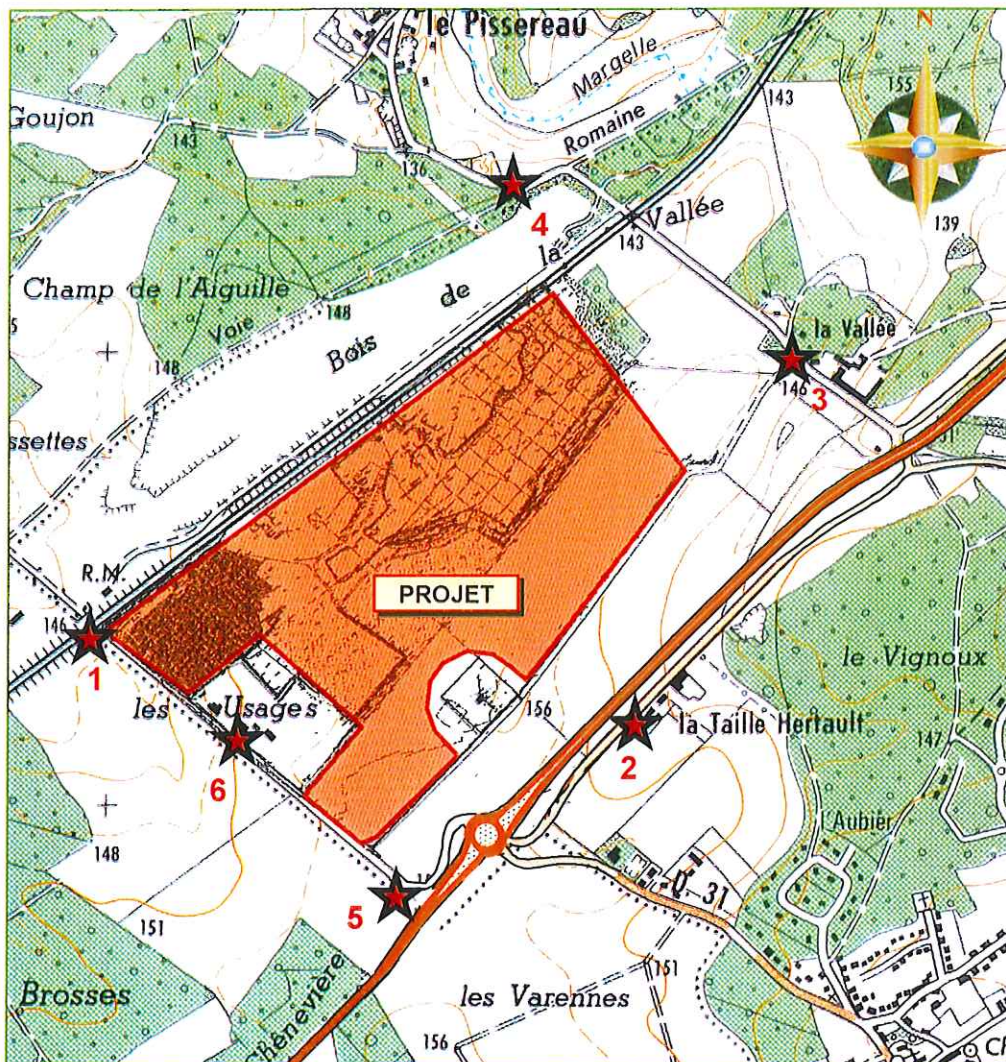 le Pissereau
N
Margelle
155
143
Goujon
143
Romaine
136
4
139
143
Vallée
la
de
Bois
Champ de l'Aiguille
148
Voie
la Vallée
148
146
3
ssettes
R.M.
PROJET
146
1
le Vignoux
les Usages
156
la Taille Hertault
147
6
2
l'Aubier
148
D. 31
5
151
151
Brosses
Chénevière
les Varennes
156